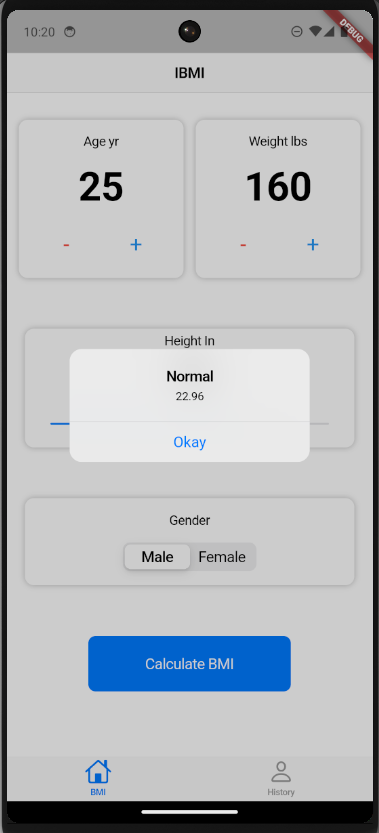 10:20
DEBUG
IBMI
Age yr
Weight lbs
25
160
- +
- +
Height In
Normal
22.96
Okay
Gender
Male Female
Calculate BMI
BMI
History